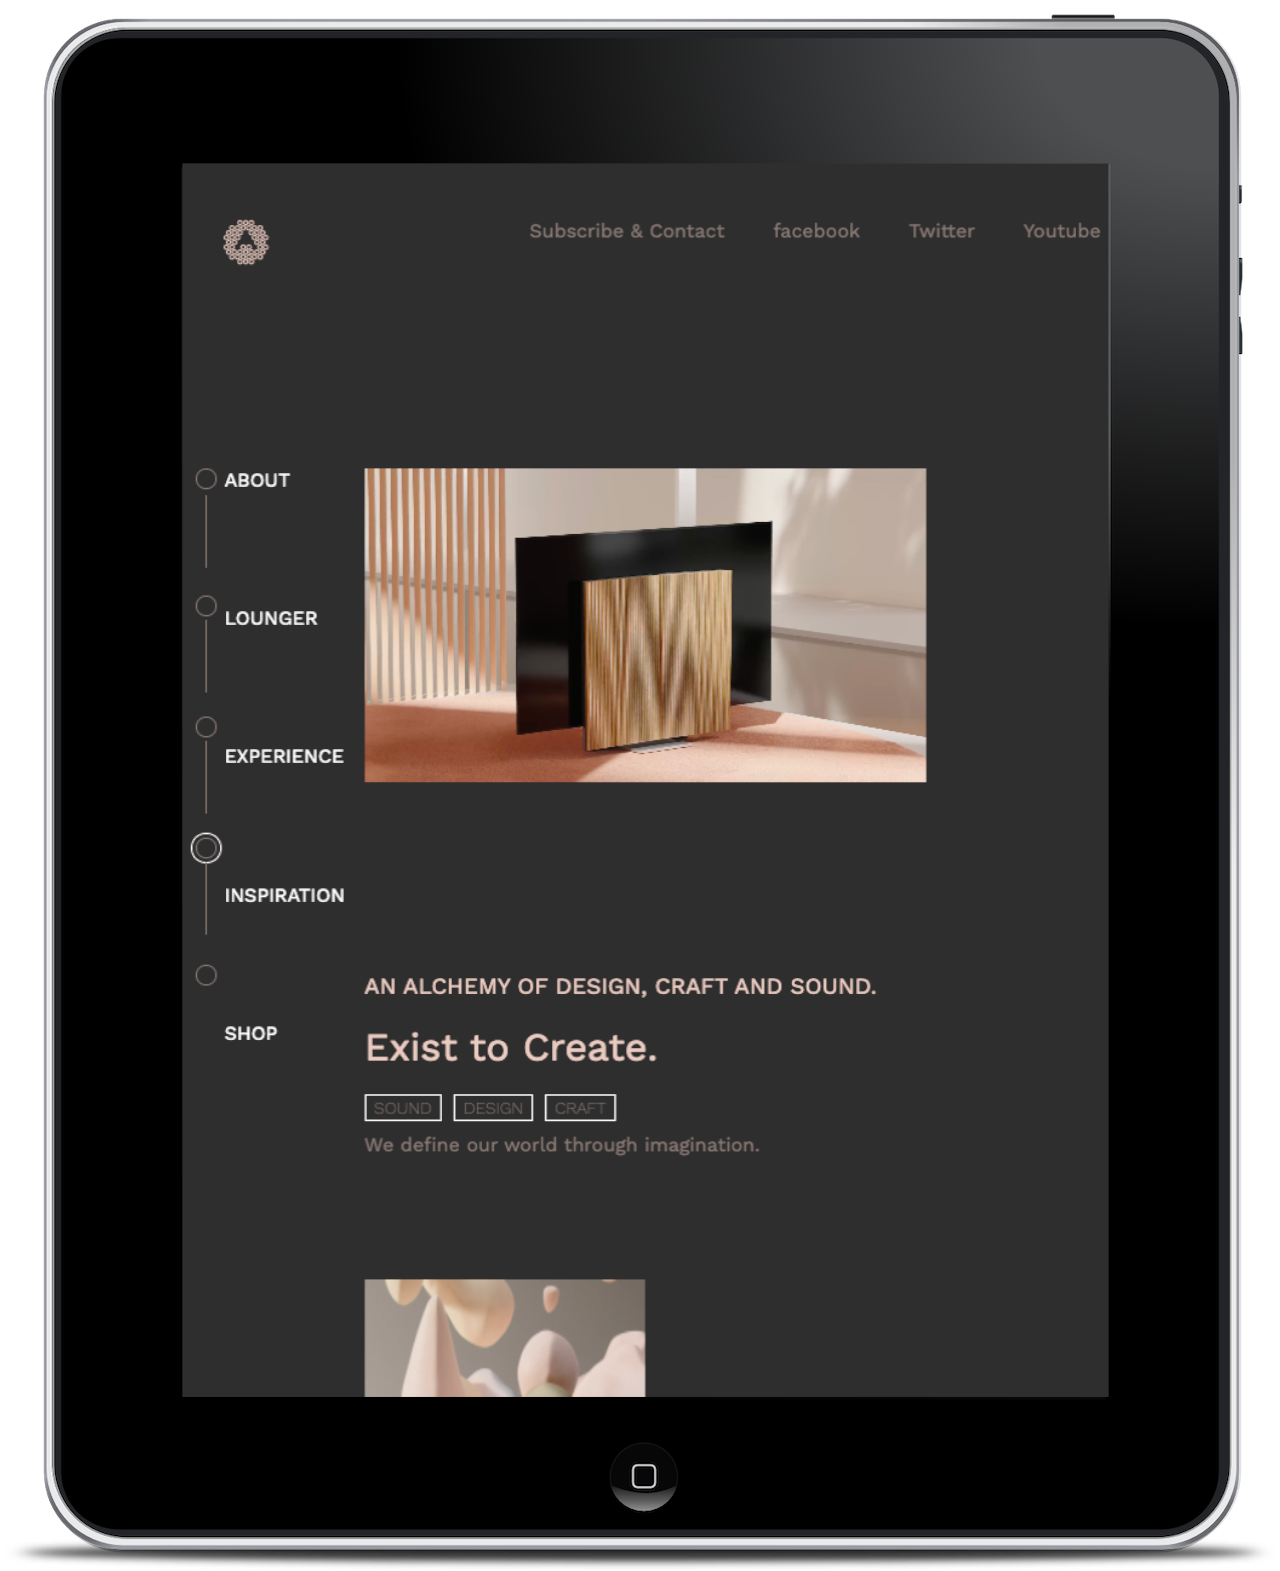 Subscribe & Contact facebook Twitter Youtube
ABOUT
LOUNGER
EXPERIENCE
INSPIRATION
SHOP
AN ALCHEMY OF DESIGN, CRAFT AND SOUND.
Exist to Create.
SOUND DESIGN CRAFT
We define our world through imagination.